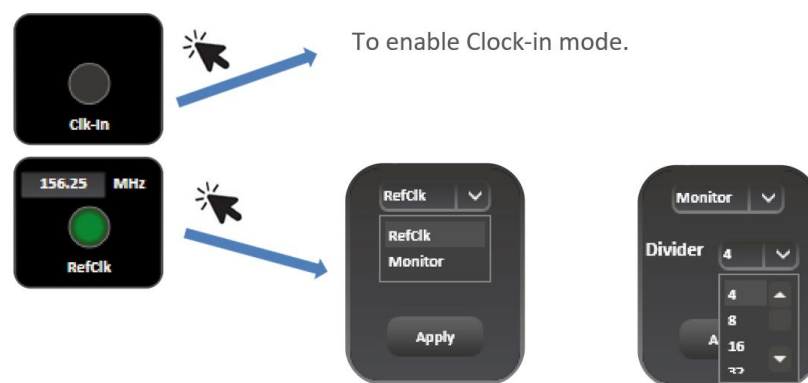 To enable Clock-in mode.
Clk-In
156.25 MHz
RefClk
RefClk
RefClk
Monitor
Apply
Monitor
Divider 4
4
8
A 16
32